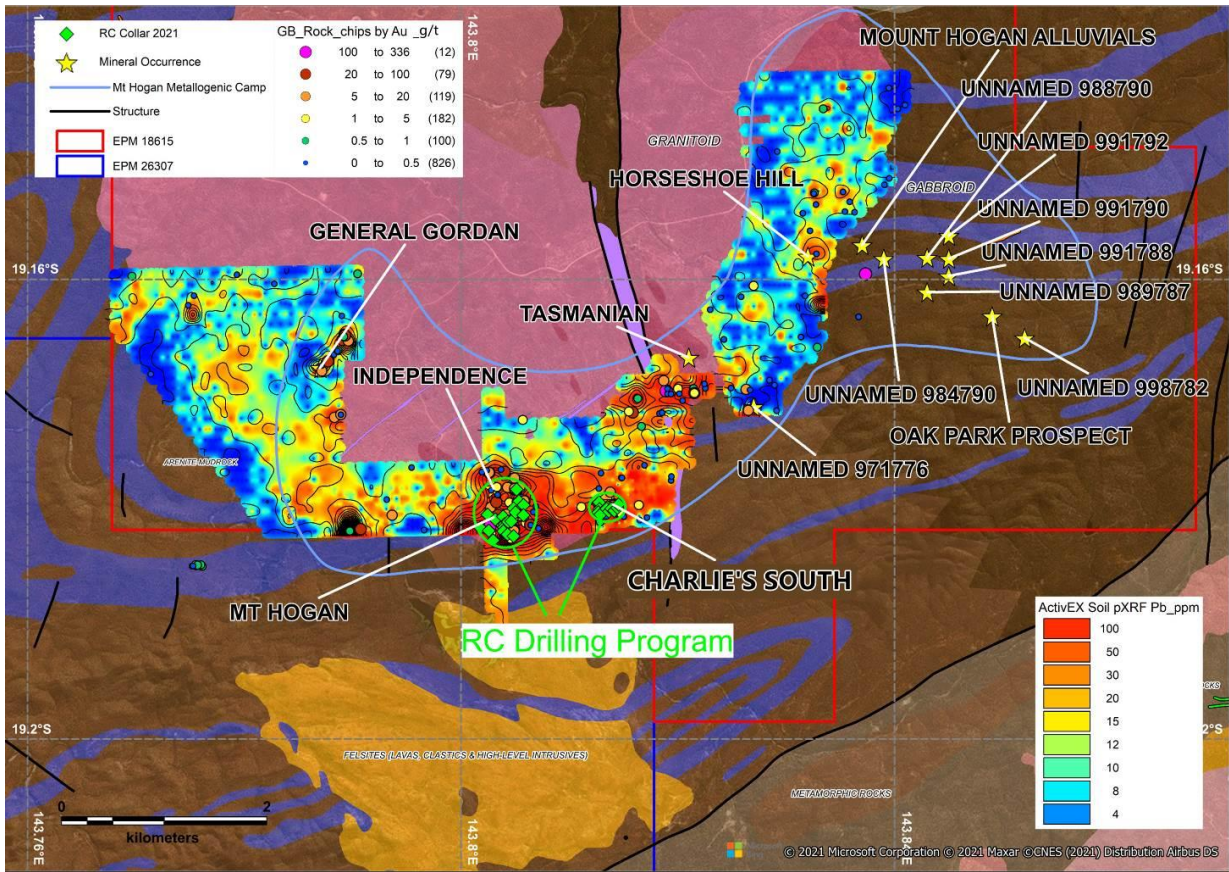 RC Collar 2021
Mineral Occurrence
Mt Hogan Metallogenic Camp
Structure
EPM 18615
EPM 26307
GB_Rock_chips by Au _g/t
100 to 336 (12)
20 to 100 (79)
5 to 20 (119)
1 to 5 (182)
0.5 to 1 (100)
0 to 0.5 (826)
143.8°E
MOUNT HOGAN ALLUVIALS
UNNAMED 988790
GRANITOID
UNNAMED 991792
HORSESHOE HILL
GABBROID
UNNAMED 991790
GENERAL GORDAN
UNNAMED 991788
19.16°S
19.16°S
UNNAMED 989787
TASMANIAN
INDEPENDENCE
UNNAMED 984790
UNNAMED 998782
OAK PARK PROSPECT
ARENITE-MUDROCK
UNNAMED 971776
CHARLIE'S SOUTH
MT HOGAN
RC Drilling Program
ActivEX Soil pXRF Pb_ppm
100
50
30
20
15
12
10
8
4
19.2°S
FELSITES (LAVAS, CLASTICS & HIGH-LEVEL INTRUSIVES)
METAMORPHIC ROCKS
0 2
kilometers
143.76°E
143.8°E
© 2021 Microsoft Corporation © 2021 Maxar ©CNES (2021) Distribution Airbus DS